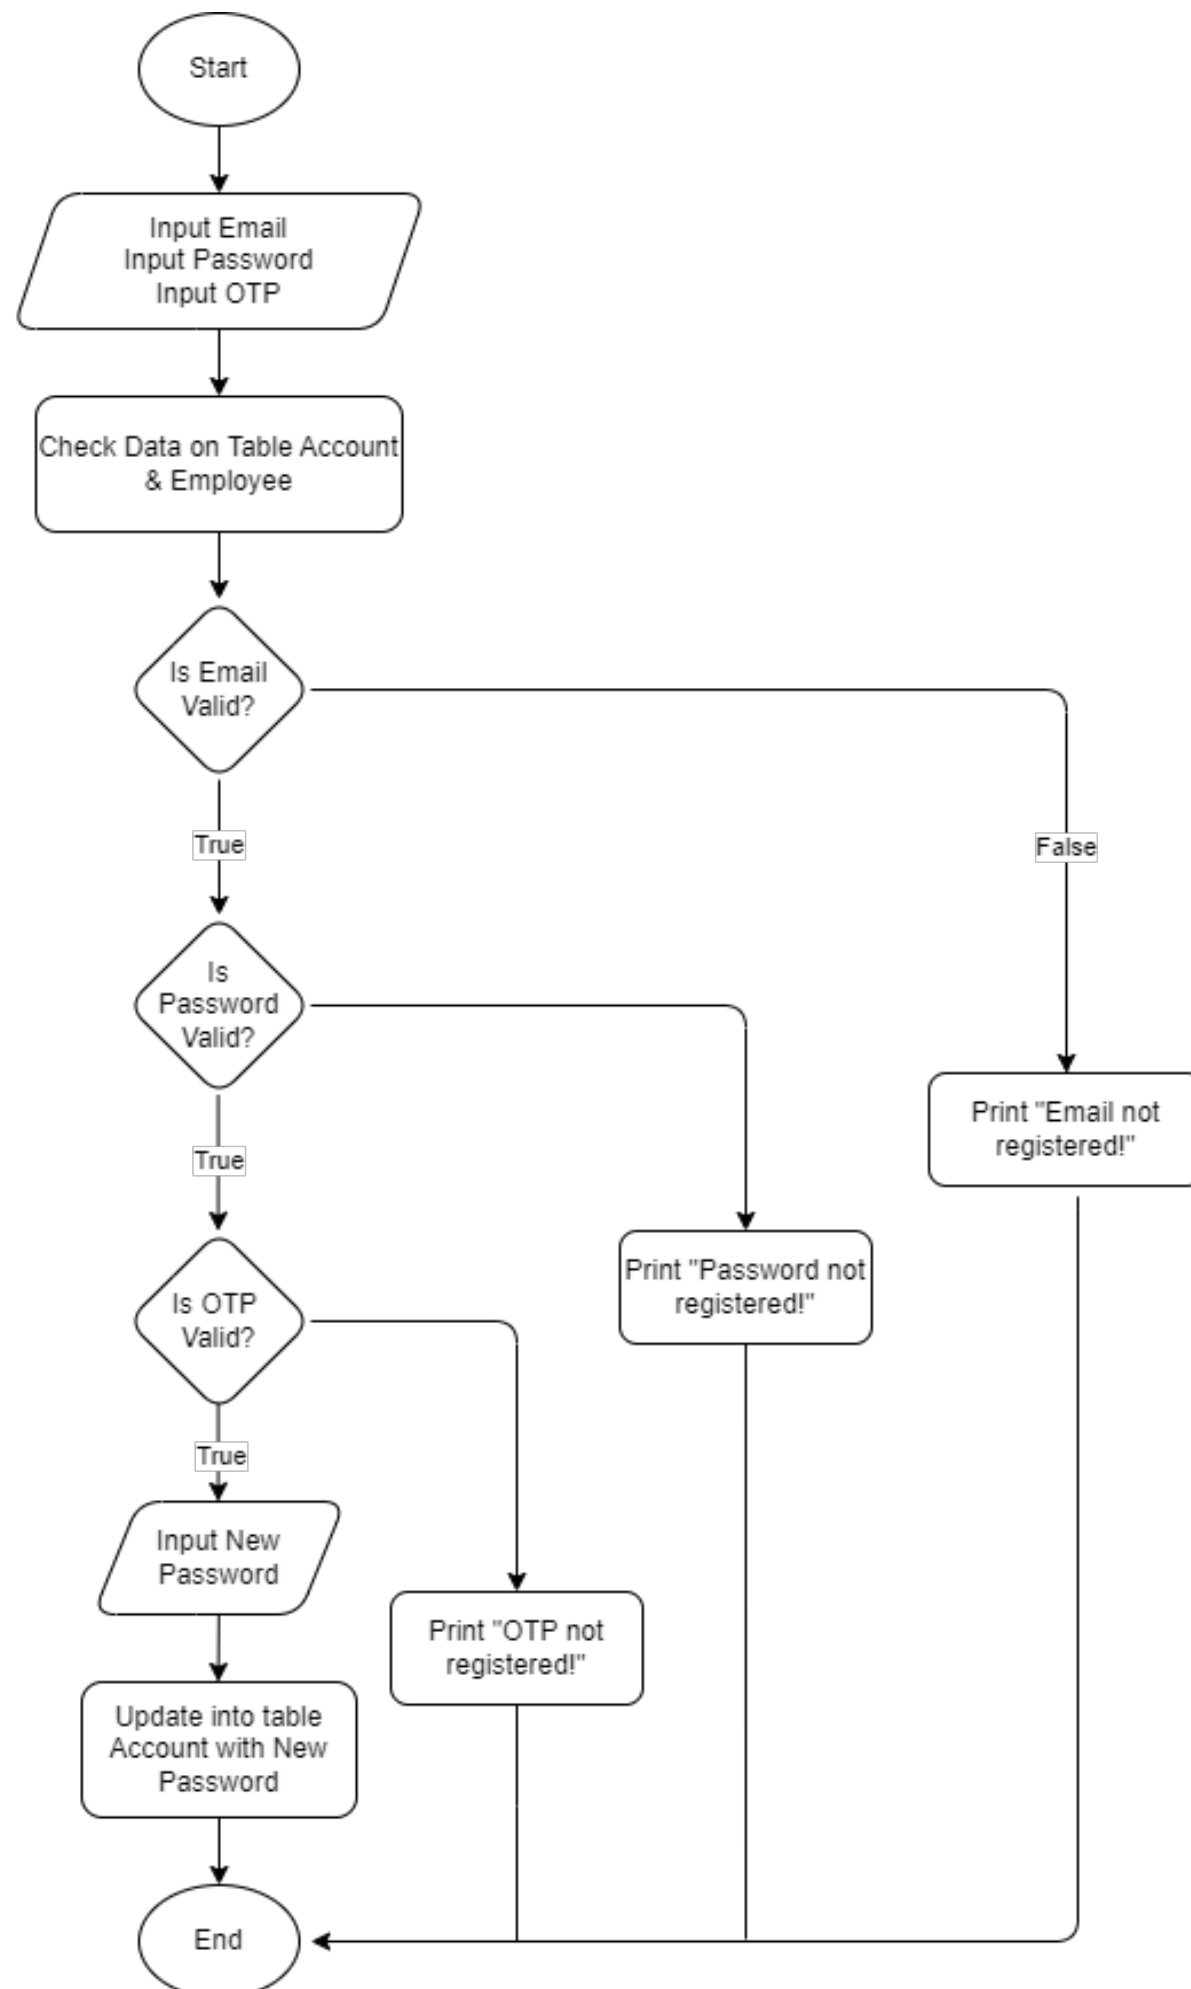 Start
Input Email
Input Password
Input OTP
Check Data on Table Account
& Employee
Is Email
Valid?
True
False
Is
Password
Valid?
Print "Email not
registered!"
True
Print "Password not
registered!"
Is OTP
Valid?
True
Input New
Password
Print "OTP not
registered!"
Update into table
Account with New
Password
End